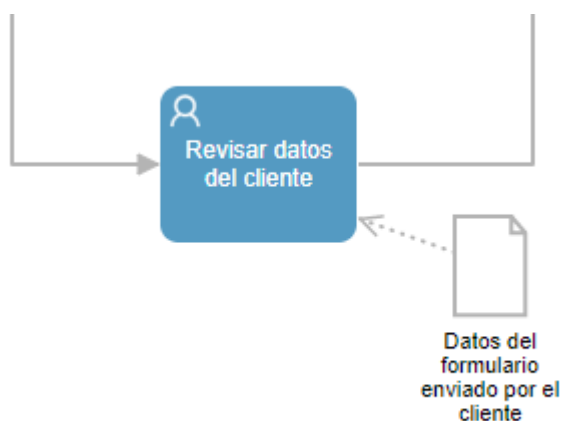 Revisar datos
del cliente
Datos del
formulario
enviado por el
cliente